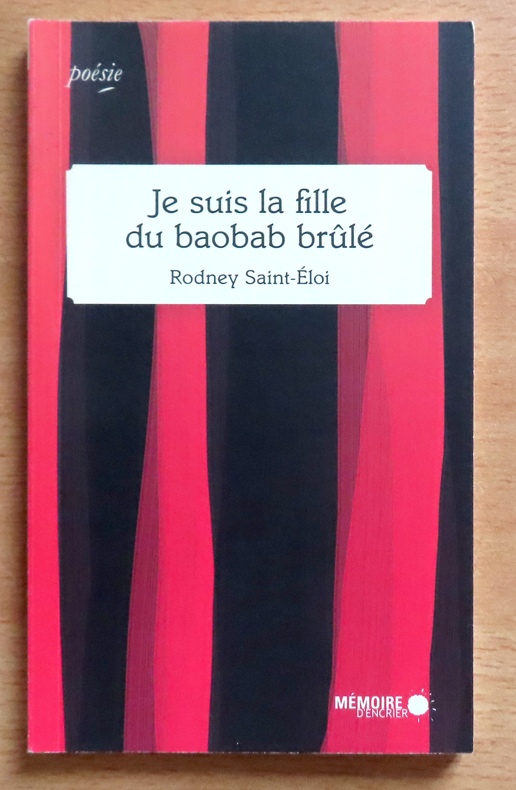 poésie
Je suis la fille
du baobab brûlé
Rodney Saint-Éloi
MÉMOIRE
D'ENCRIER